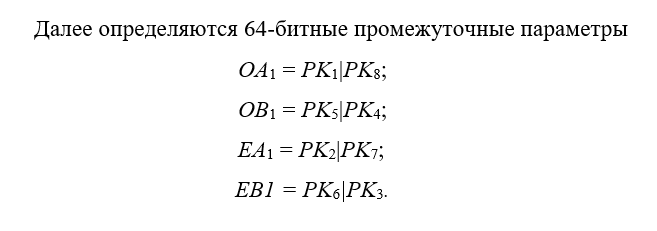 Далее определяются 64-битные промежуточные параметры
OA₁ = PK₁|PK₈;
OB₁ = PK₅|PK₄;
EA₁ = PK₂|PK₇;
EB1 = PK₆|PK₃.